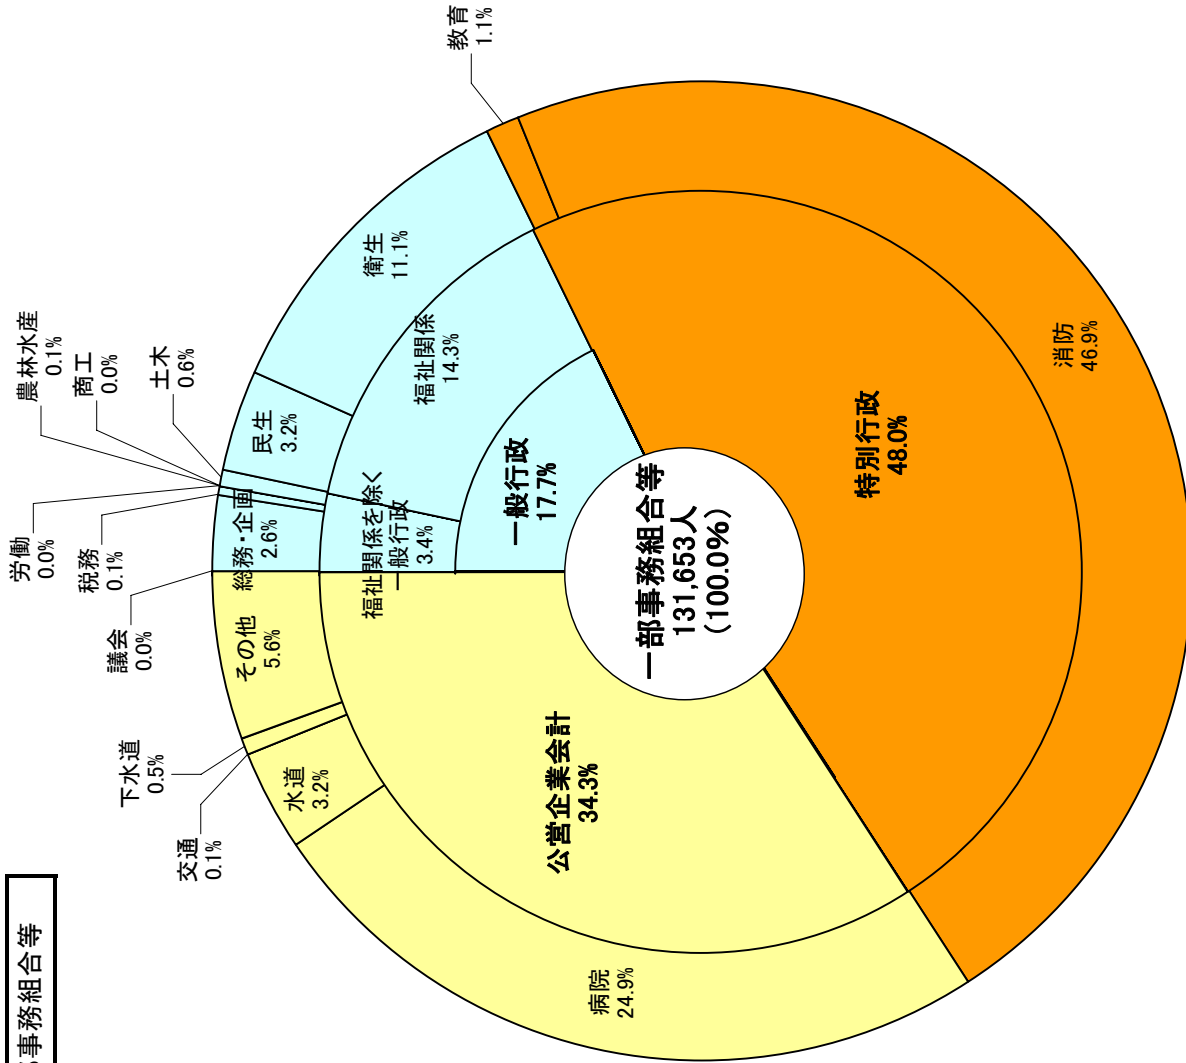 事務組合等
一部事務組合等
131,653人
(100.0%)
一般行政
17.7%
福祉関係を除く
一般行政
3.4%
福祉関係
14.3%
特別行政
48.0%
公営企業会計
34.3%
議会
0.0%
総務・企画
2.6%
税務
0.1%
労働
0.0%
農林水産
0.1%
商工
0.0%
土木
0.6%
民生
3.2%
衛生
11.1%
教育
1.1%
消防
46.9%
病院
24.9%
水道
3.2%
交通
0.1%
下水道
0.5%
その他
5.6%